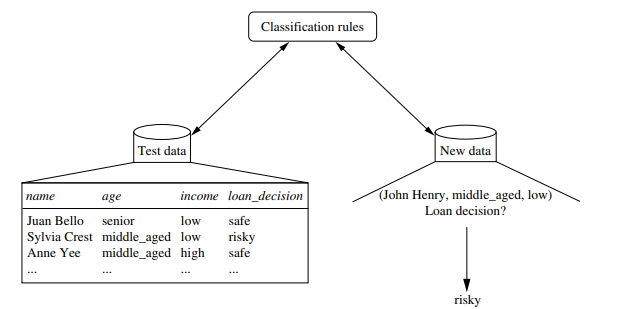 Classification rules
Test data
New data
name age income loan_decision
Juan Bello senior low safe
Sylvia Crest middle_aged low risky
Anne Yee middle_aged high safe
... ... ... ...
(John Henry, middle_aged, low)
Loan decision?
risky